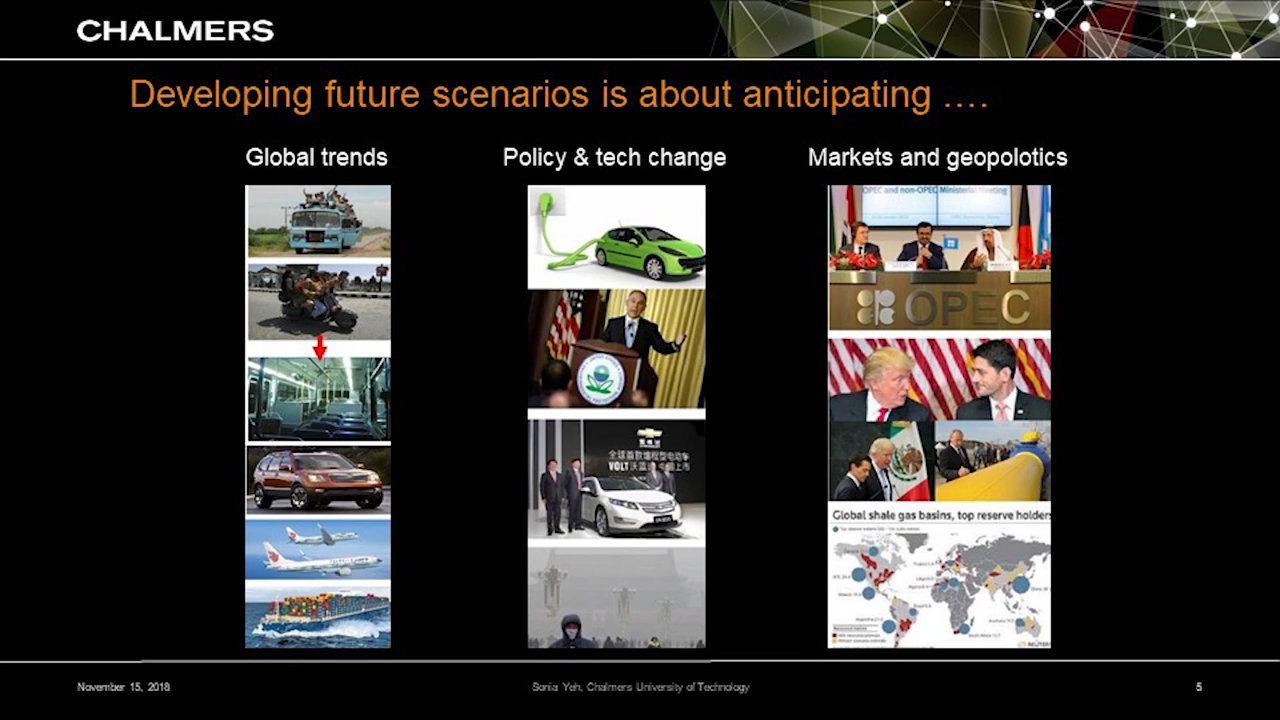 CHALMERS
Developing future scenarios is about anticipating ….
Global trends
Policy & tech change
Markets and geopolotics
OPEC and non-OPEC Ministerial Meeting
OPEC
VOLT
Global shale gas basins, top reserve holders
REUTERS
November 15, 2018
Sonia Yeh, Chalmers University of Technology
5